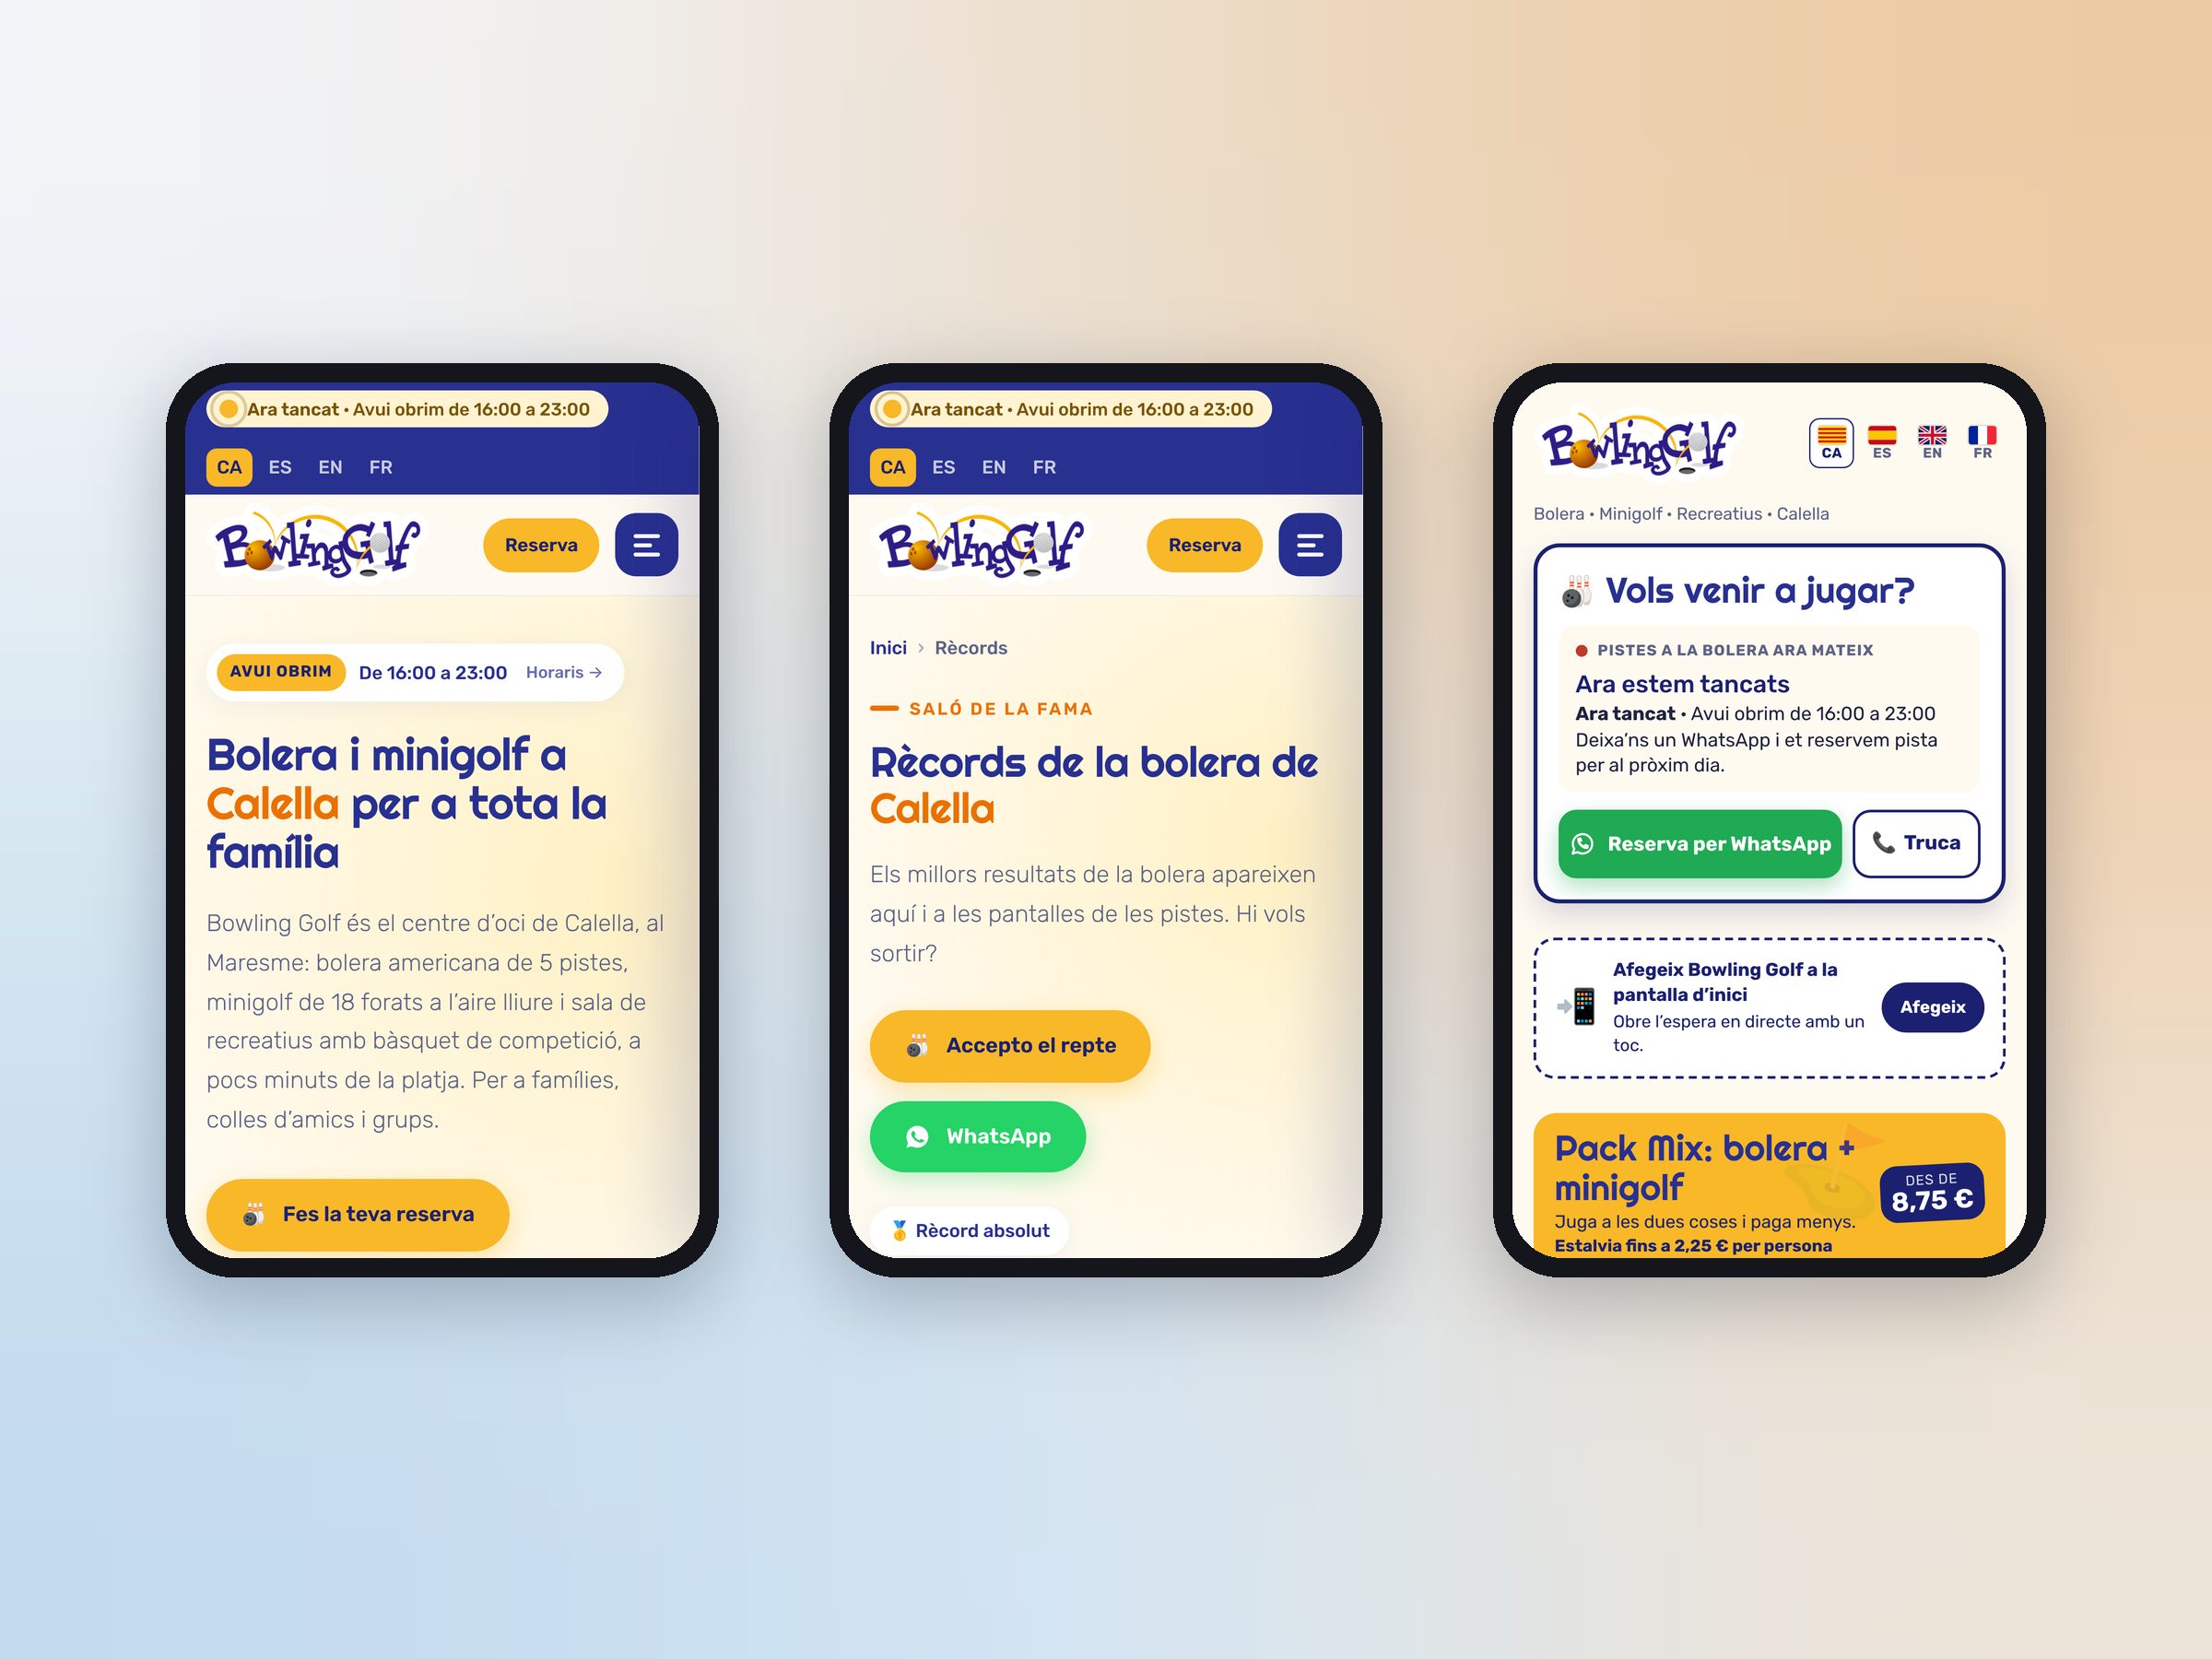 Ara tancat • Avui obrim de 16:00 a 23:00
CA ES EN FR
BowlingGolf
Reserva
AVUI OBRIM De 16:00 a 23:00 Horaris →
Bolera i minigolf a
Calella per a tota la
família
Bowling Golf és el centre d’oci de Calella, al
Maresme: bolera americana de 5 pistes,
minigolf de 18 forats a l’aire lliure i sala de
recreatius amb bàsquet de competició, a
pocs minuts de la platja. Per a famílies,
colles d’amics i grups.
Fes la teva reserva
Ara tancat • Avui obrim de 16:00 a 23:00
CA ES EN FR
BowlingGolf
Reserva
Inici › Rècords
SALÓ DE LA FAMA
Rècords de la bolera de
Calella
Els millors resultats de la bolera apareixen
aquí i a les pantalles de les pistes. Hi vols
sortir?
Accepto el repte
WhatsApp
Rècord absolut
BowlingGolf
CA ES EN FR
Bolera • Minigolf • Recreatius • Calella
Vols venir a jugar?
PISTES A LA BOLERA ARA MATEIX
Ara estem tancats
Ara tancat • Avui obrim de 16:00 a 23:00
Deixa’ns un WhatsApp i et reservem pista
per al pròxim dia.
Reserva per WhatsApp
Truca
Afegeix Bowling Golf a la
pantalla d’inici
Obre l’espera en directe amb un
toc.
Afegeix
Pack Mix: bolera +
minigolf
Juga a les dues coses i paga menys.
Estalvia fins a 2,25 € per persona
DES DE
8,75 €